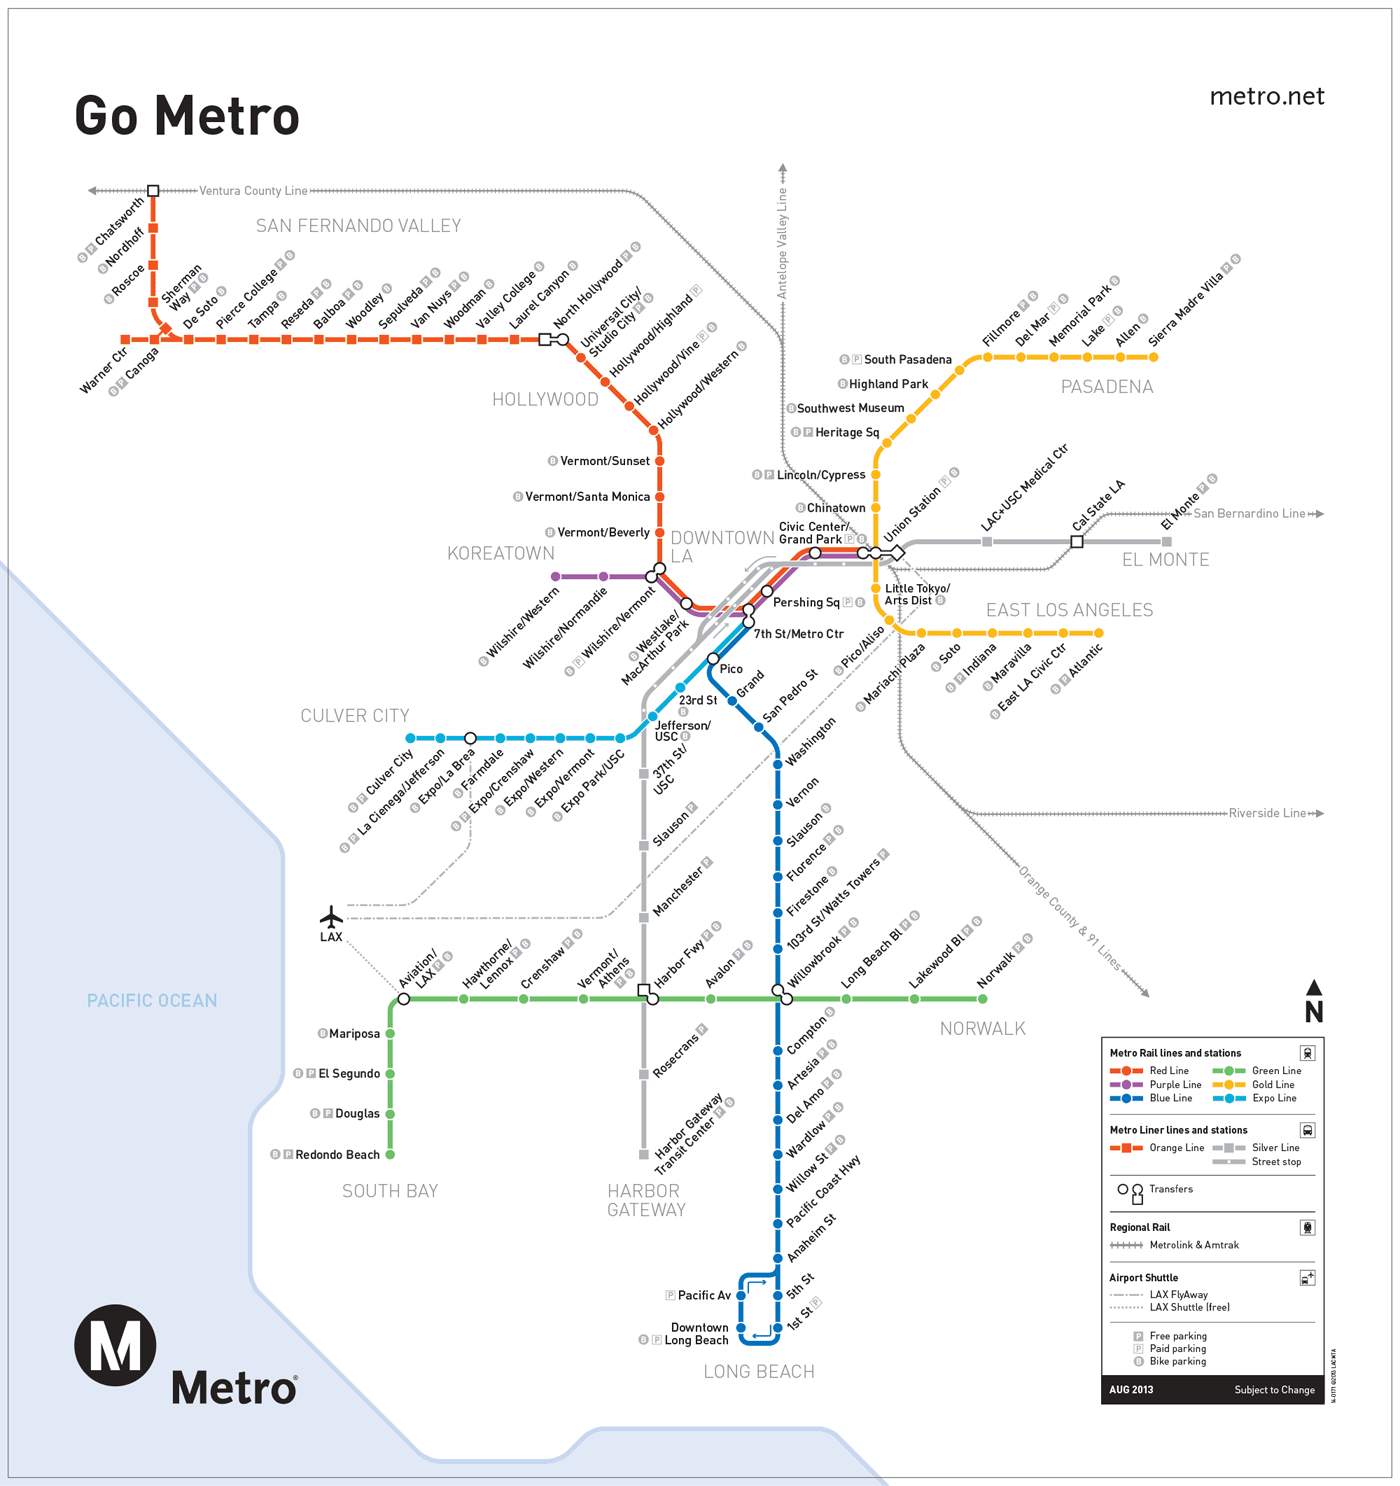 Go Metro
metro.net
Ventura County Line
Antelope Valley Line
SAN FERNANDO VALLEY
B P Chatsworth
B Nordhoff
B Roscoe
Sherman
Way P B
De Soto B
Pierce College P B
Tampa B
Reseda P B
Balboa P B
Woodley B
Sepulveda P B
Van Nuys P B
Woodman B
Valley College B
Laurel Canyon B
North Hollywood P B
Universal City/
Studio City P B
Hollywood/Highland P
Hollywood/Vine P B
Hollywood/Western B
Warner Ctr
B P Canoga
HOLLYWOOD
B Vermont/Sunset
B Vermont/Santa Monica
B Vermont/Beverly
KOREATOWN
DOWNTOWN
LA
B Wilshire/Western
Wilshire/Normandie
B P Wilshire/Vermont
B Westlake/
MacArthur Park
Civic Center/
Grand Park P B
Pershing Sq P B
7th St/Metro Ctr
Union Station P B
Fillmore P B
Del Mar P B
Memorial Park B
Lake P B
Allen B
Sierra Madre Villa P B
PASADENA
B P South Pasadena
B Highland Park
B Southwest Museum
B P Heritage Sq
B P Lincoln/Cypress
B Chinatown
LAC+USC Medical Ctr
Cal State LA
El Monte P B
San Bernardino Line
EL MONTE
Little Tokyo/
Arts Dist B
EAST LOS ANGELES
B Pico/Aliso
B Mariachi Plaza
B Soto
B P Indiana
B Maravilla
B East LA Civic Ctr
B P Atlantic
Pico
Grand
San Pedro St
Washington
Vernon
Slauson B
Florence P B
Firestone B
103rd St/Watts Towers P
Willowbrook P B
23rd St
B
Jefferson/
USC B
37th St/
USC
Slauson P
Manchester P
CULVER CITY
B P Culver City
B P La Cienega/Jefferson
B Expo/La Brea
B Farmdale
B P Expo/Crenshaw
B Expo/Western
B Expo/Vermont
B Expo Park/USC
Riverside Line
Orange County & 91 Lines
LAX
PACIFIC OCEAN
Aviation/
LAX P B
Hawthorne/
Lennox P B
Crenshaw P B
Vermont/
Athens
P B
Harbor Fwy P B
Avalon P B
Long Beach Bl P B
Lakewood Bl P B
Norwalk P B
NORWALK
B Mariposa
B P El Segundo
B P Douglas
B P Redondo Beach
SOUTH BAY
Rosecrans P
Harbor Gateway
Transit Center P B
HARBOR
GATEWAY
Compton B
Artesia P B
Del Amo P B
Wardlow P B
Willow St P B
Pacific Coast Hwy
Anaheim St
5th St
1st St P
P Pacific Av
Downtown
B P Long Beach
LONG BEACH
N
Metro Rail lines and stations
Red Line
Green Line
Purple Line
Gold Line
Blue Line
Expo Line
Metro Liner lines and stations
Orange Line
Silver Line
Street stop
Transfers
Regional Rail
Metrolink & Amtrak
Airport Shuttle
LAX FlyAway
LAX Shuttle (free)
P Free parking
P Paid parking
B Bike parking
AUG 2013
Subject to Change
M
Metro®